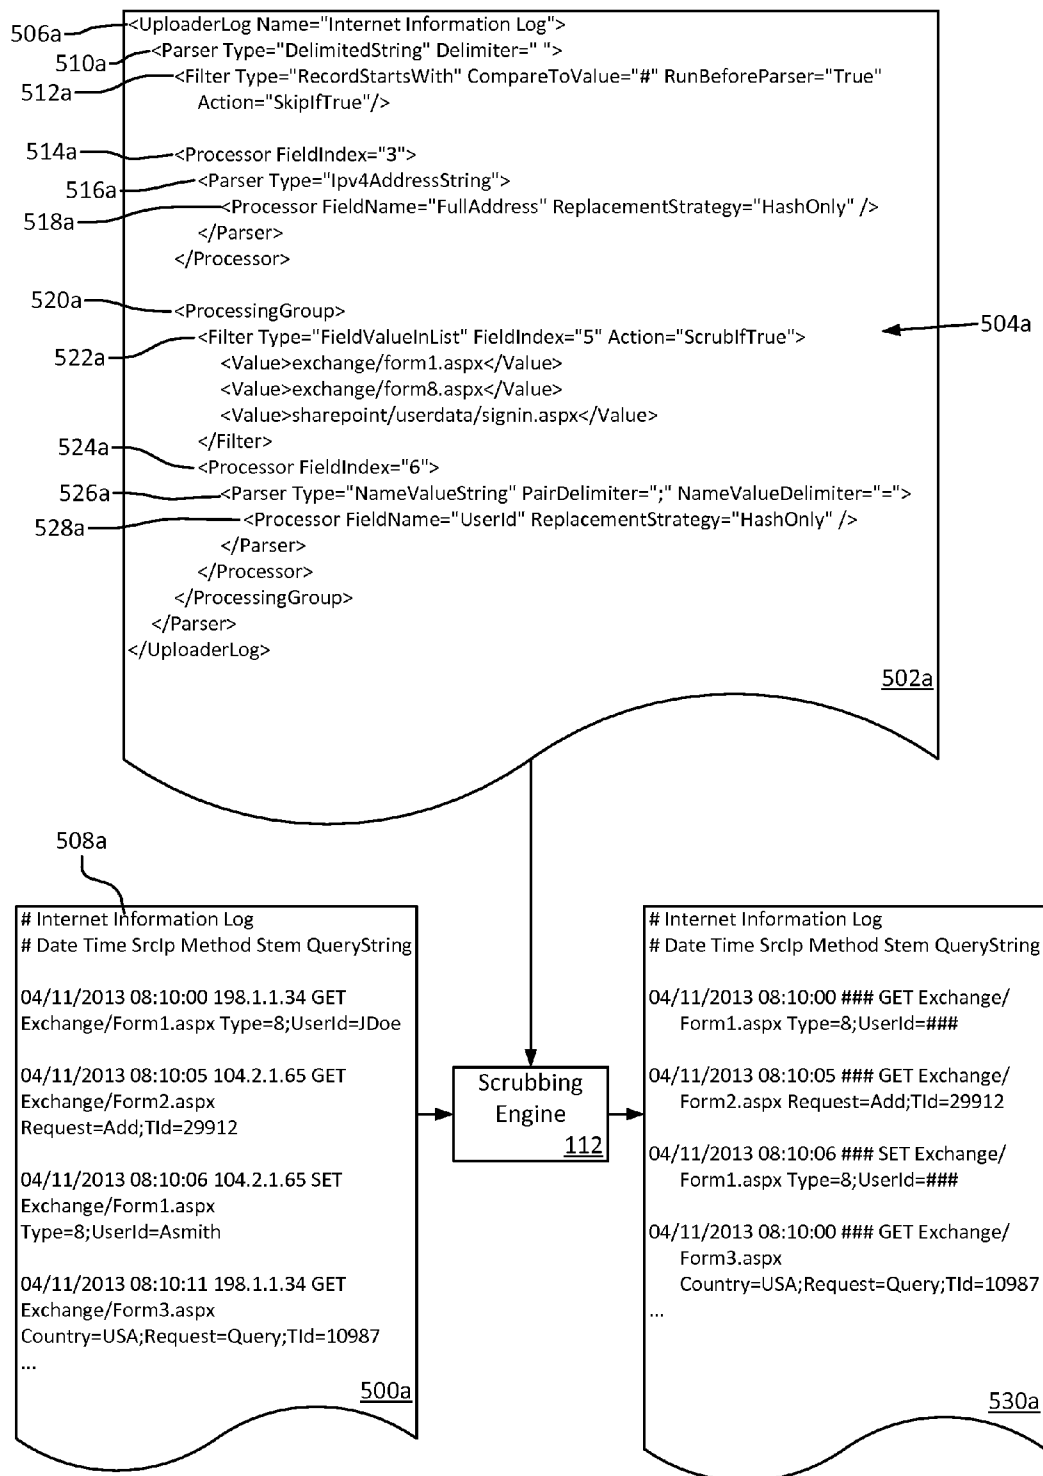 506a
<UploaderLog Name="Internet Information Log">
510a
<Parser Type="DelimitedString" Delimiter=" ">
512a
<Filter Type="RecordStartsWith" CompareToValue="#" RunBeforeParser="True"
Action="SkipIfTrue"/>
514a
<Processor FieldIndex="3">
516a
<Parser Type="Ipv4AddressString">
518a
<Processor FieldName="FullAddress" ReplacementStrategy="HashOnly" />
</Parser>
</Processor>
520a
<ProcessingGroup>
504a
522a
<Filter Type="FieldValueInList" FieldIndex="5" Action="ScrubIfTrue">
<Value>exchange/form1.aspx</Value>
<Value>exchange/form8.aspx</Value>
<Value>sharepoint/userdata/signin.aspx</Value>
</Filter>
524a
<Processor FieldIndex="6">
526a
<Parser Type="NameValueString" PairDelimiter=";" NameValueDelimiter="=">
528a
<Processor FieldName="UserId" ReplacementStrategy="HashOnly" />
</Parser>
</Processor>
</ProcessingGroup>
</Parser>
</UploaderLog>
502a
508a
# Internet Information Log
# Date Time SrcIp Method Stem QueryString
04/11/2013 08:10:00 198.1.1.34 GET
Exchange/Form1.aspx Type=8;UserId=JDoe
04/11/2013 08:10:05 104.2.1.65 GET
Exchange/Form2.aspx
Request=Add;TId=29912
04/11/2013 08:10:06 104.2.1.65 SET
Exchange/Form1.aspx
Type=8;UserId=Asmith
04/11/2013 08:10:11 198.1.1.34 GET
Exchange/Form3.aspx
Country=USA;Request=Query;TId=10987
...
500a
Scrubbing
Engine
112
# Internet Information Log
# Date Time SrcIp Method Stem QueryString
04/11/2013 08:10:00 ### GET Exchange/
Form1.aspx Type=8;UserId=###
04/11/2013 08:10:05 ### GET Exchange/
Form2.aspx Request=Add;TId=29912
04/11/2013 08:10:06 ### SET Exchange/
Form1.aspx Type=8;UserId=###
04/11/2013 08:10:00 ### GET Exchange/
Form3.aspx
Country=USA;Request=Query;TId=10987
...
530a